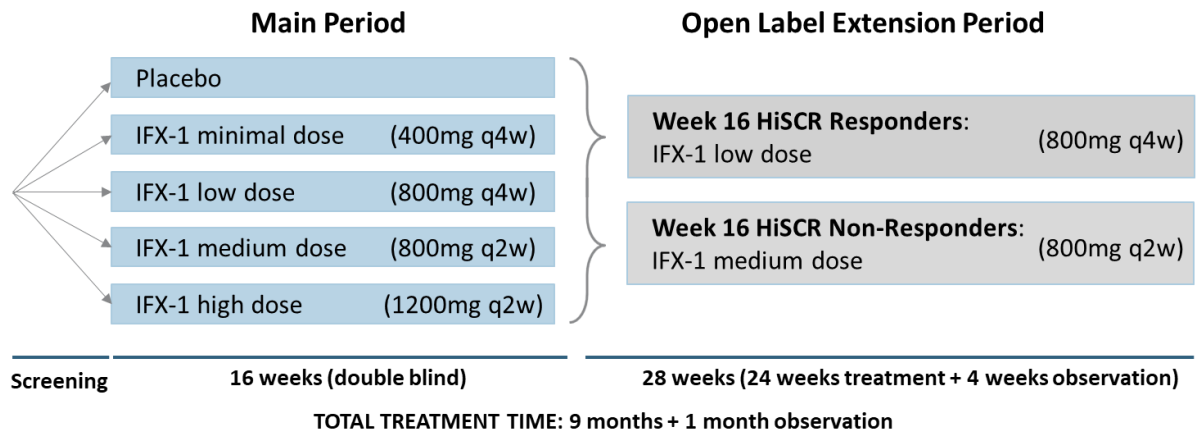 Main Period
Open Label Extension Period
Placebo
IFX-1 minimal dose (400mg q4w)
IFX-1 low dose (800mg q4w)
IFX-1 medium dose (800mg q2w)
IFX-1 high dose (1200mg q2w)
Week 16 HiSCR Responders:
IFX-1 low dose
(800mg q4w)
Week 16 HiSCR Non-Responders:
IFX-1 medium dose
(800mg q2w)
Screening
16 weeks (double blind)
28 weeks (24 weeks treatment + 4 weeks observation)
TOTAL TREATMENT TIME: 9 months + 1 month observation